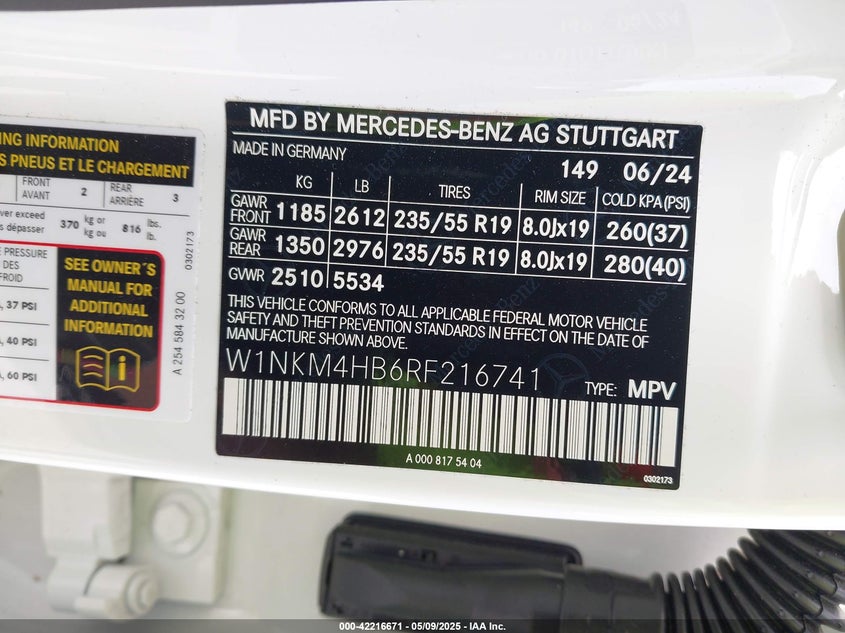 ING INFORMATION
S PNEUS ET LE CHARGEMENT
FRONT
AVANT
2
REAR
ARRIÈRE
3
ver exceed
s dépasser
370 kg or
kg ou
816 lbs.
lb.
E PRESSURE
DES
FROID
, 37 PSI
, 40 PSI
, 60 PSI
SEE OWNER'S
MANUAL FOR
ADDITIONAL
INFORMATION
0302173
A 254 584 32 00
MFD BY MERCEDES-BENZ AG STUTTGART
MADE IN GERMANY 149 06/24
KG LB TIRES RIM SIZE COLD KPA(PSI)
GAWR FRONT 1185 2612 235/55 R19 8.0Jx19 260(37)
GAWR REAR 1350 2976 235/55 R19 8.0Jx19 280(40)
GVWR 2510 5534
THIS VEHICLE CONFORMS TO ALL APPLICABLE FEDERAL MOTOR VEHICLE
SAFETY AND THEFT PREVENTION STANDARDS IN EFFECT ON THE DATE OF
MANUFACTURE SHOWN ABOVE.
W1NKM4HB6RF216741 TYPE: MPV
A 000 817 54 04
0302173
000-42216671 - 05/09/2025 - IAA Inc.